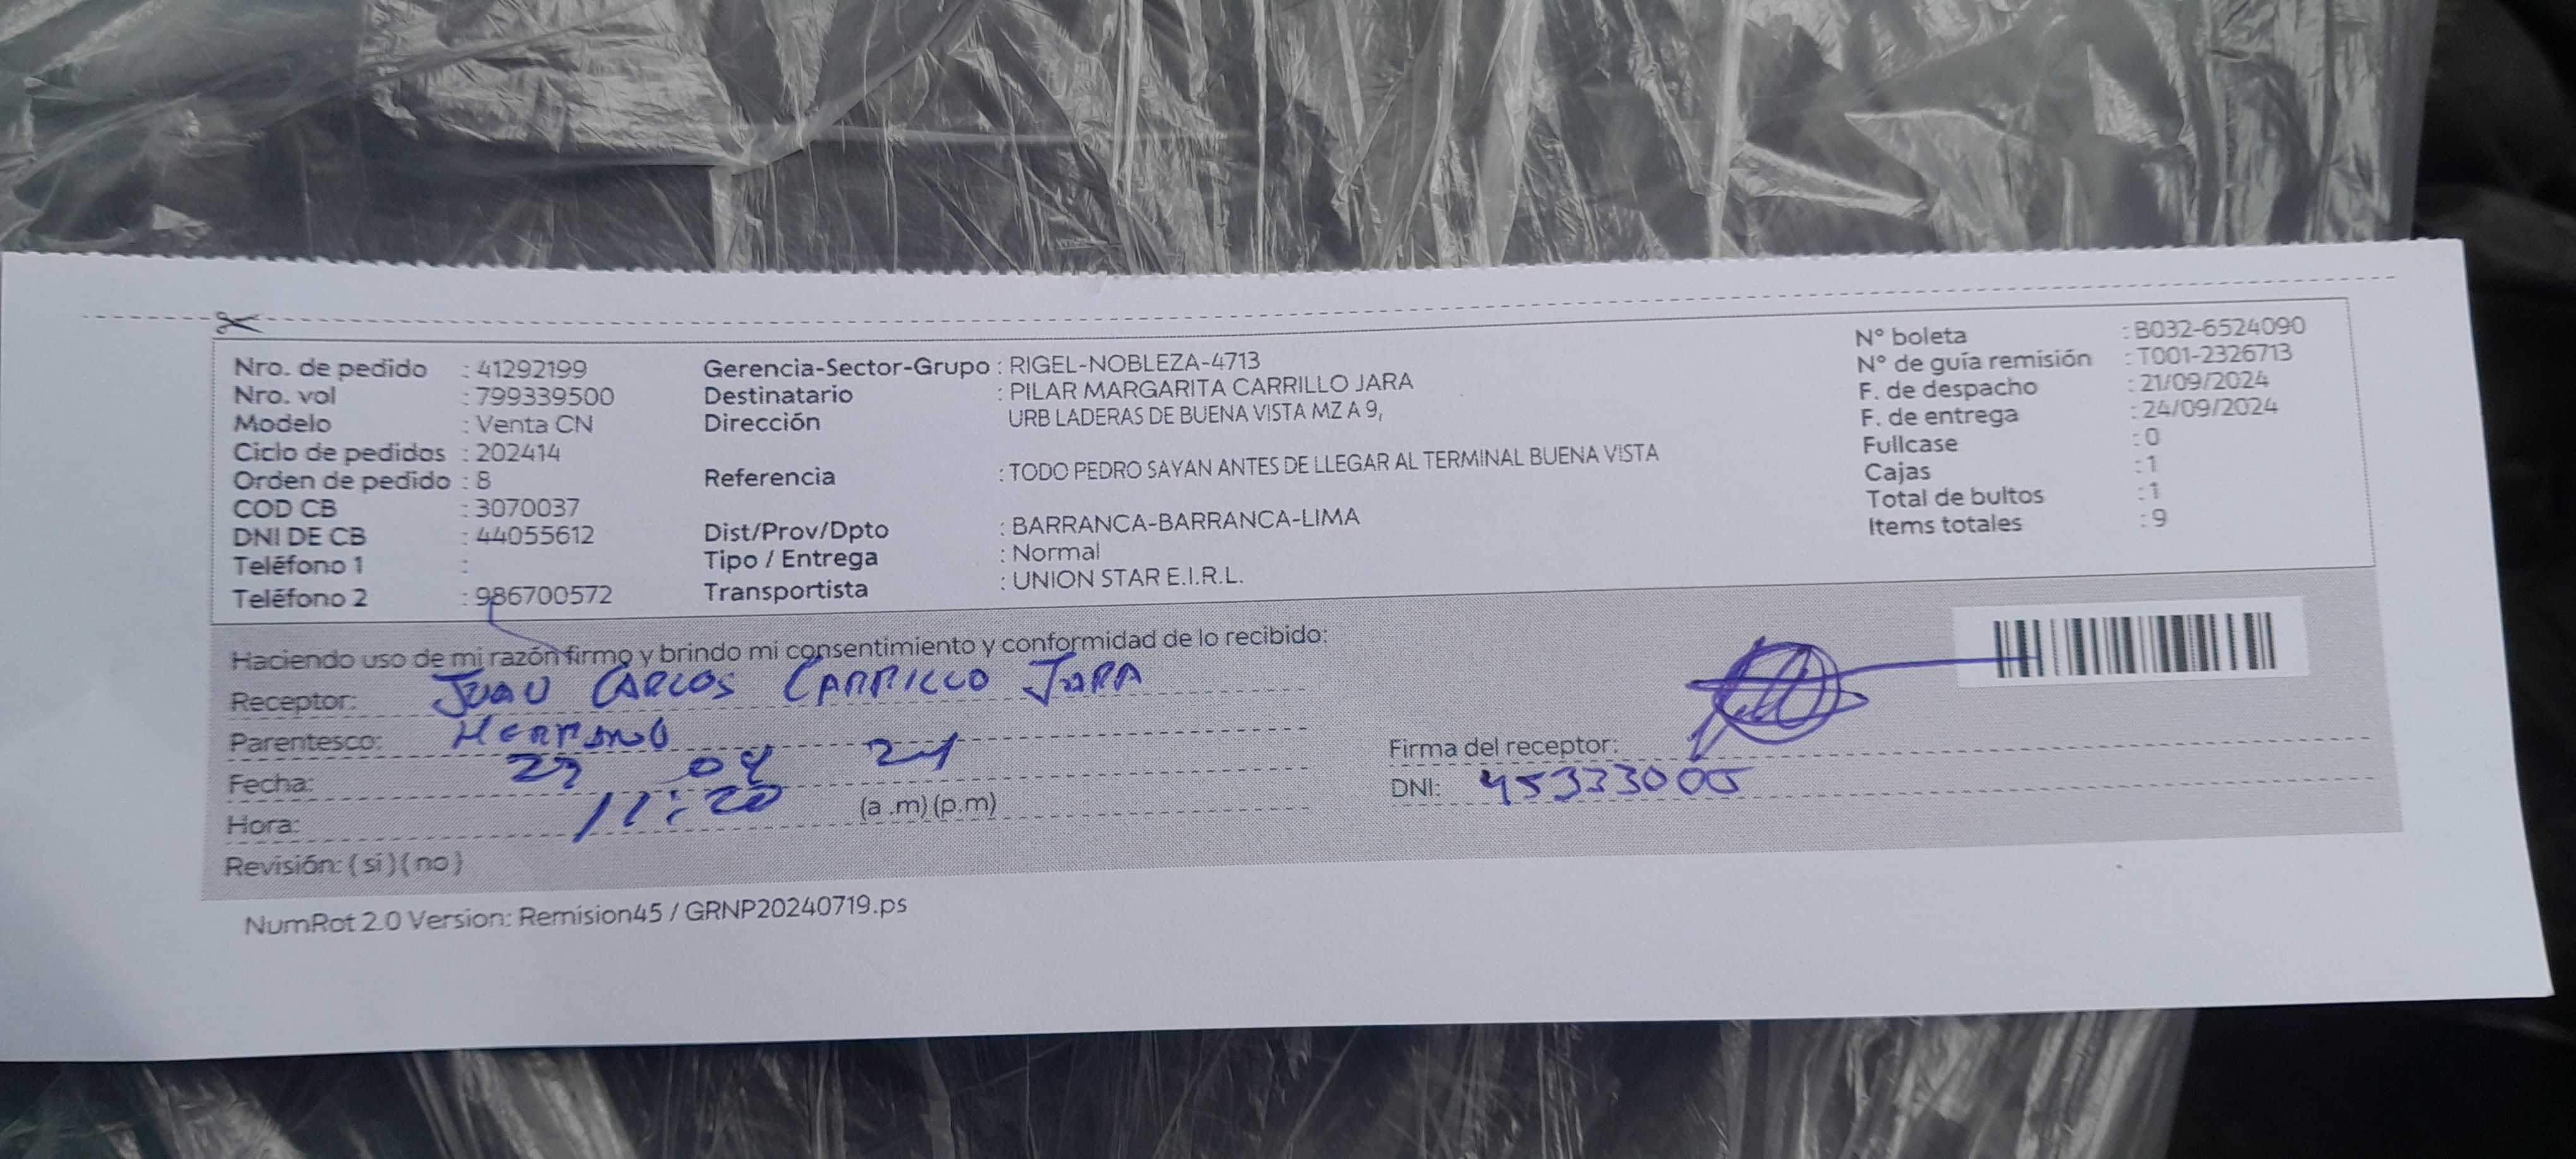 Nro. de pedido : 41292199
Nro. vol : 799339500
Modelo : Venta CN
Ciclo de pedidos : 202414
Orden de pedido : 8
COD CB : 3070037
DNI DE CB : 44055612
Teléfono 1 :
Teléfono 2 : 986700572
Gerencia-Sector-Grupo : RIGEL-NOBLEZA-4713
Destinatario : PILAR MARGARITA CARRILLO JARA
Dirección URB LADERAS DE BUENA VISTA MZ A 9,
Referencia : TODO PEDRO SAYAN ANTES DE LLEGAR AL TERMINAL BUENA VISTA
Dist/Prov/Dpto : BARRANCA-BARRANCA-LIMA
Tipo / Entrega : Normal
Transportista : UNION STAR E.I.R.L.
N° boleta : B032-6524090
N° de guía remisión : T001-2326713
F. de despacho : 21/09/2024
F. de entrega : 24/09/2024
Fullcase : 0
Cajas : 1
Total de bultos : 1
Items totales : 9
Haciendo uso de mi razón firmo y brindo mi consentimiento y conformidad de lo recibido:
Receptor: JUAN CARLOS CARRILLO JARA
Parentesco: HERMANO
Fecha:
Hora: 11:20 (a.m)(p.m)
Revisión: (si)(no)
Firma del receptor:
DNI: 45333005
NumRot 2.0 Version: Remision45 / GRNP20240719.ps